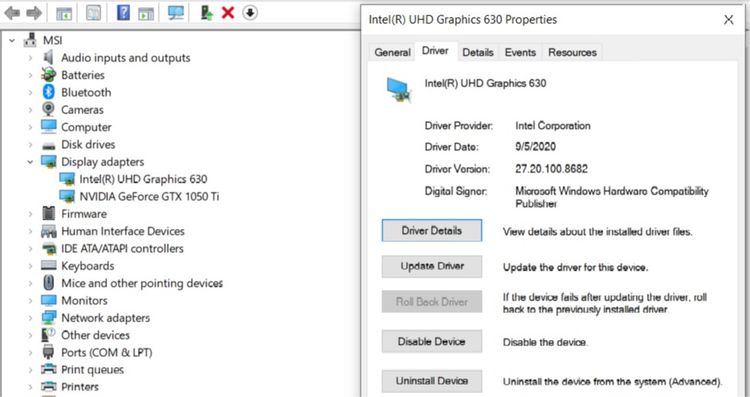 MSI
Audio inputs and outputs
Batteries
Bluetooth
Cameras
Computer
Disk drives
Display adapters
Intel(R) UHD Graphics 630
NVIDIA GeForce GTX 1050 Ti
Firmware
Human Interface Devices
IDE ATA/ATAPI controllers
Keyboards
Mice and other pointing devices
Monitors
Network adapters
Other devices
Ports (COM & LPT)
Print queues
Printers
Intel(R) UHD Graphics 630 Properties
General Driver Details Events Resources
Intel(R) UHD Graphics 630
Driver Provider: Intel Corporation
Driver Date: 9/5/2020
Driver Version: 27.20.100.8682
Digital Signer: Microsoft Windows Hardware Compatibility
Publisher
Driver Details View details about the installed driver files.
Update Driver Update the driver for this device.
Roll Back Driver If the device fails after updating the driver, roll
back to the previously installed driver.
Disable Device Disable the device.
Uninstall Device Uninstall the device from the system (Advanced).